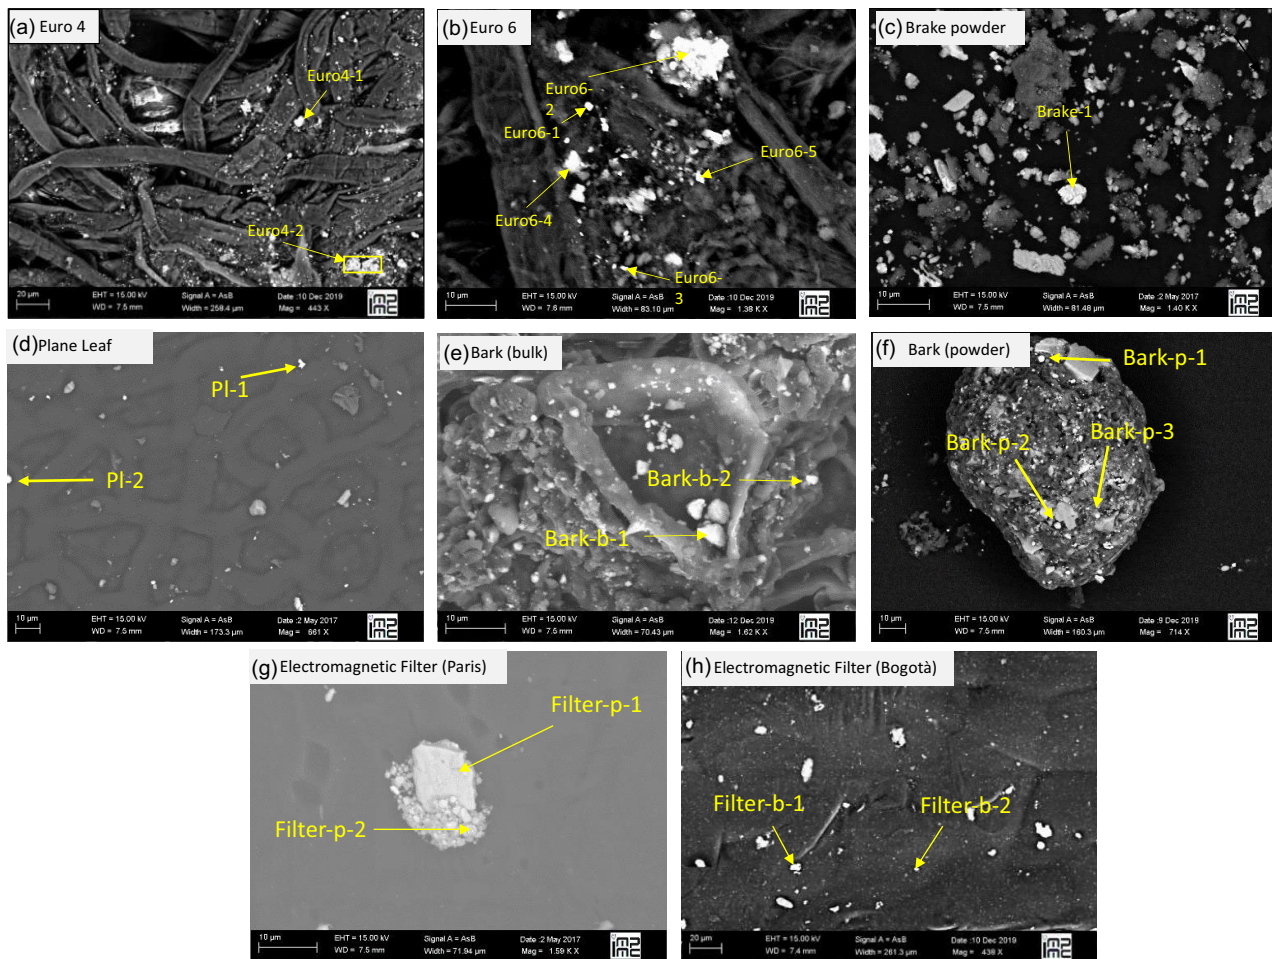 (a) Euro 4
Euro4-1
Euro4-2
20 µm
EHT = 15.00 kV
WD = 7.5 mm
Signal A = AsB
Width = 259.4 µm
Date :10 Dec 2019
Mag = 443 X
(b) Euro 6
Euro6-
2
Euro6-1
Euro6-5
Euro6-4
Euro6-
3
10 µm
EHT = 15.00 kV
WD = 7.6 mm
Signal A = AsB
Width = 83.10 µm
Date :10 Dec 2019
Mag = 1.38 K X
(c) Brake powder
Brake-1
10 µm
EHT = 15.00 kV
WD = 7.5 mm
Signal A = AsB
Width = 81.48 µm
Date :2 May 2017
Mag = 1.40 K X
(d) Plane Leaf
Pl-1
Pl-2
10 µm
EHT = 15.00 kV
WD = 7.5 mm
Signal A = AsB
Width = 173.3 µm
Date :2 May 2017
Mag = 661 X
(e) Bark (bulk)
Bark-b-2
Bark-b-1
10 µm
EHT = 15.00 kV
WD = 7.5 mm
Signal A = AsB
Width = 70.43 µm
Date :12 Dec 2019
Mag = 1.62 K X
(f) Bark (powder)
Bark-p-1
Bark-p-2
Bark-p-3
10 µm
EHT = 15.00 kV
WD = 7.5 mm
Signal A = AsB
Width = 160.3 µm
Date :9 Dec 2019
Mag = 714 X
(g) Electromagnetic Filter (Paris)
Filter-p-1
Filter-p-2
10 µm
EHT = 15.00 kV
WD = 7.5 mm
Signal A = AsB
Width = 71.94 µm
Date :2 May 2017
Mag = 1.59 K X
(h) Electromagnetic Filter (Bogotà)
Filter-b-1
Filter-b-2
20 µm
EHT = 15.00 kV
WD = 7.4 mm
Signal A = AsB
Width = 261.3 µm
Date :10 Dec 2019
Mag = 438 X